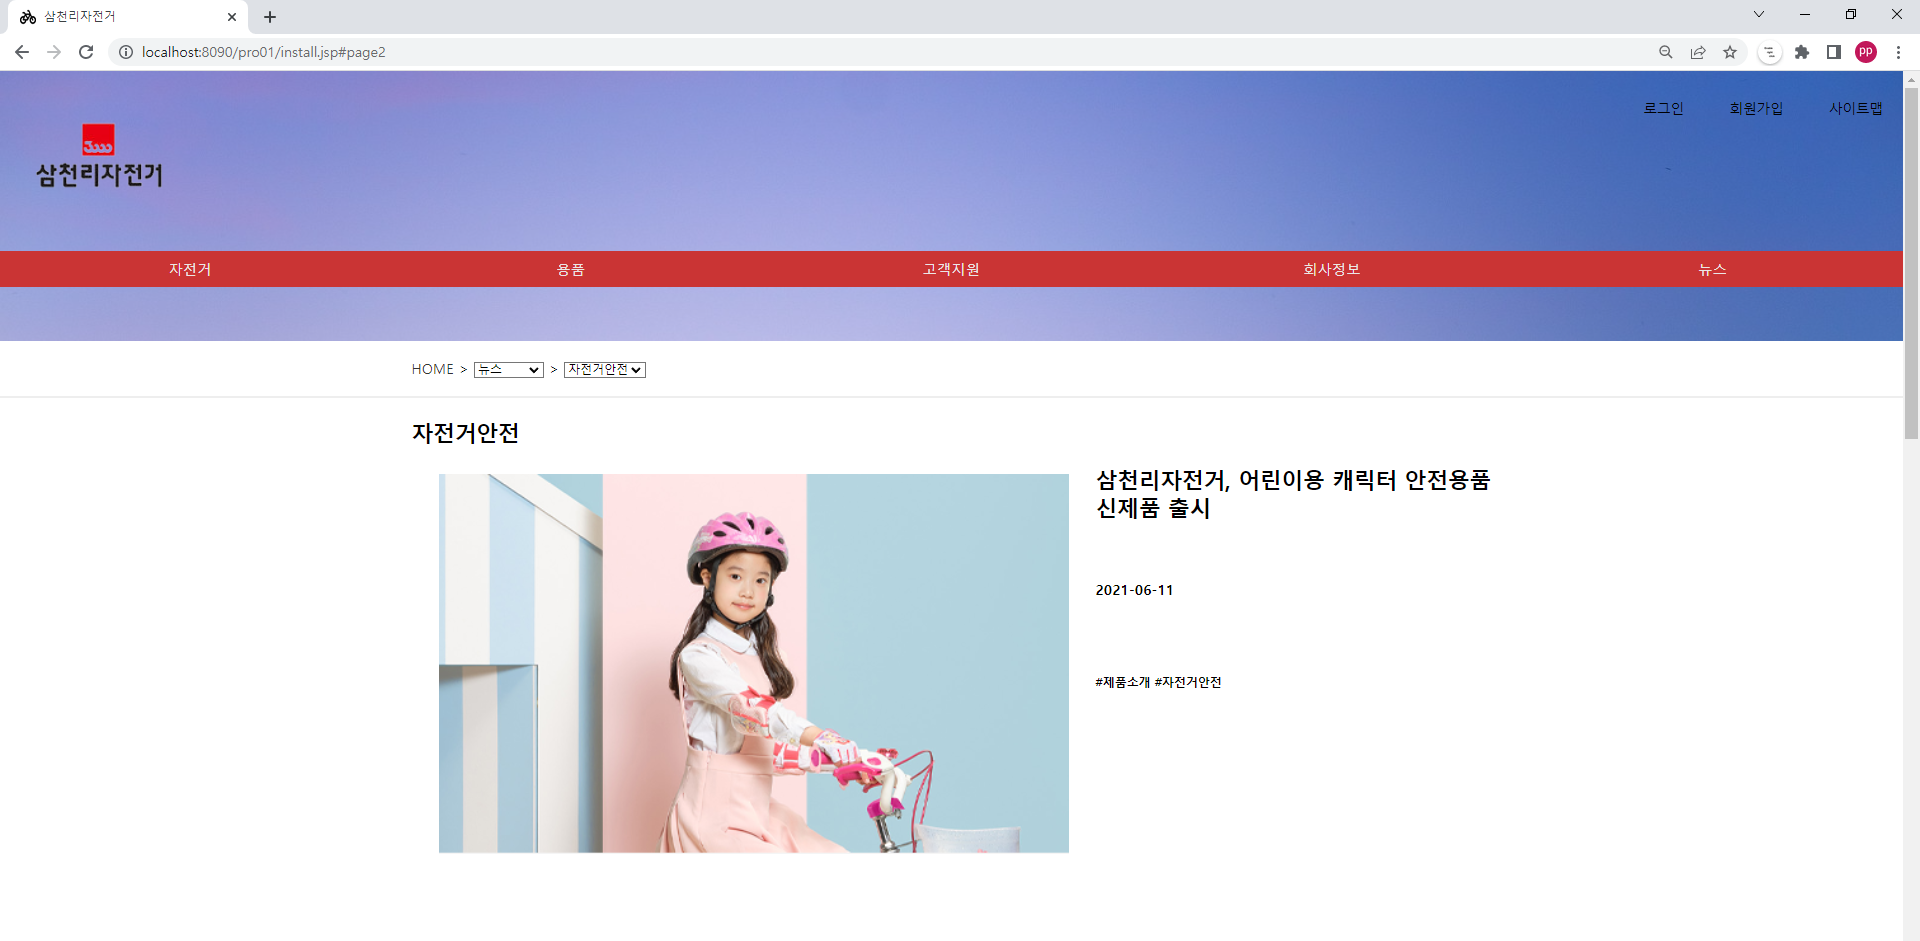 삼천리자전거
localhost:8090/pro01/install.jsp#page2
pp
로그인 회원가입 사이트맵
3000
삼천리자전거
자전거 용품 고객지원 회사정보 뉴스
HOME > 뉴스 > 자전거안전
자전거안전
삼천리자전거, 어린이용 캐릭터 안전용품
신제품 출시
2021-06-11
#제품소개 #자전거안전